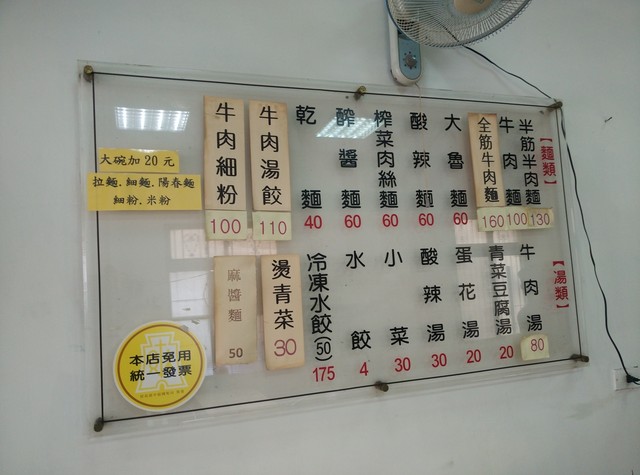 【麵類】
半筋半肉麵
130
牛肉麵
100
全筋牛肉麵
160
大魯麵
60
酸辣麵
60
榨菜肉絲麵
60
醡醬麵
60
乾麵
40
牛肉湯餃
110
牛肉細粉
100
大碗加20元
拉麵.細麵.陽春麵
細粉.米粉
【湯類】
牛肉湯
80
青菜豆腐湯
20
蛋花湯
20
酸辣湯
30
小菜
30
水餃
4
冷凍水餃(50)
175
燙青菜
30
麻醬麵
50
本店免用
統一發票